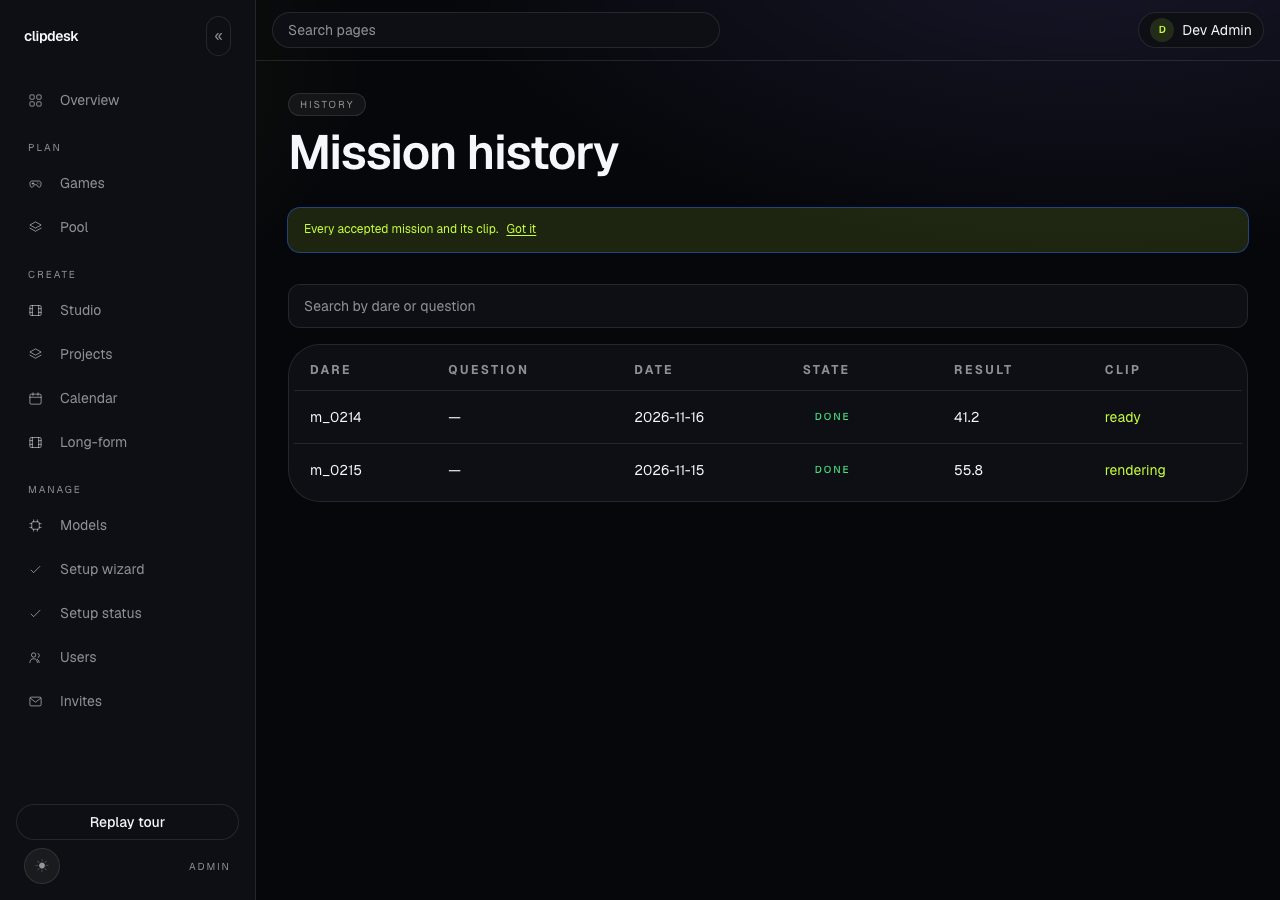 clipdesk
«
Search pages
D
Dev Admin
Overview
PLAN
Games
Pool
CREATE
Studio
Projects
Calendar
Long-form
MANAGE
Models
Setup wizard
Setup status
Users
Invites
Replay tour
ADMIN
HISTORY
Mission history
Every accepted mission and its clip. Got it
Search by dare or question
DARE QUESTION DATE STATE RESULT CLIP
m_0214 — 2026-11-16 DONE 41.2 ready
m_0215 — 2026-11-15 DONE 55.8 rendering